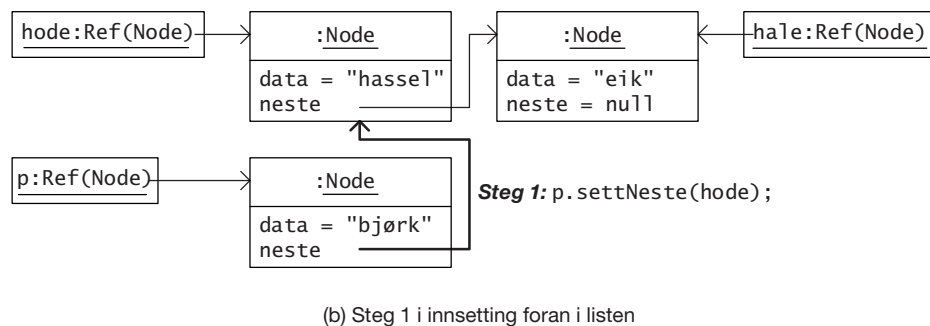 hode:Ref(Node)
:Node
data = "hassel"
neste
:Node
data = "eik"
neste = null
hale:Ref(Node)
p:Ref(Node)
:Node
data = "bjørk"
neste
Steg 1: p.settNeste(hode);
(b) Steg 1 i innsetting foran i listen